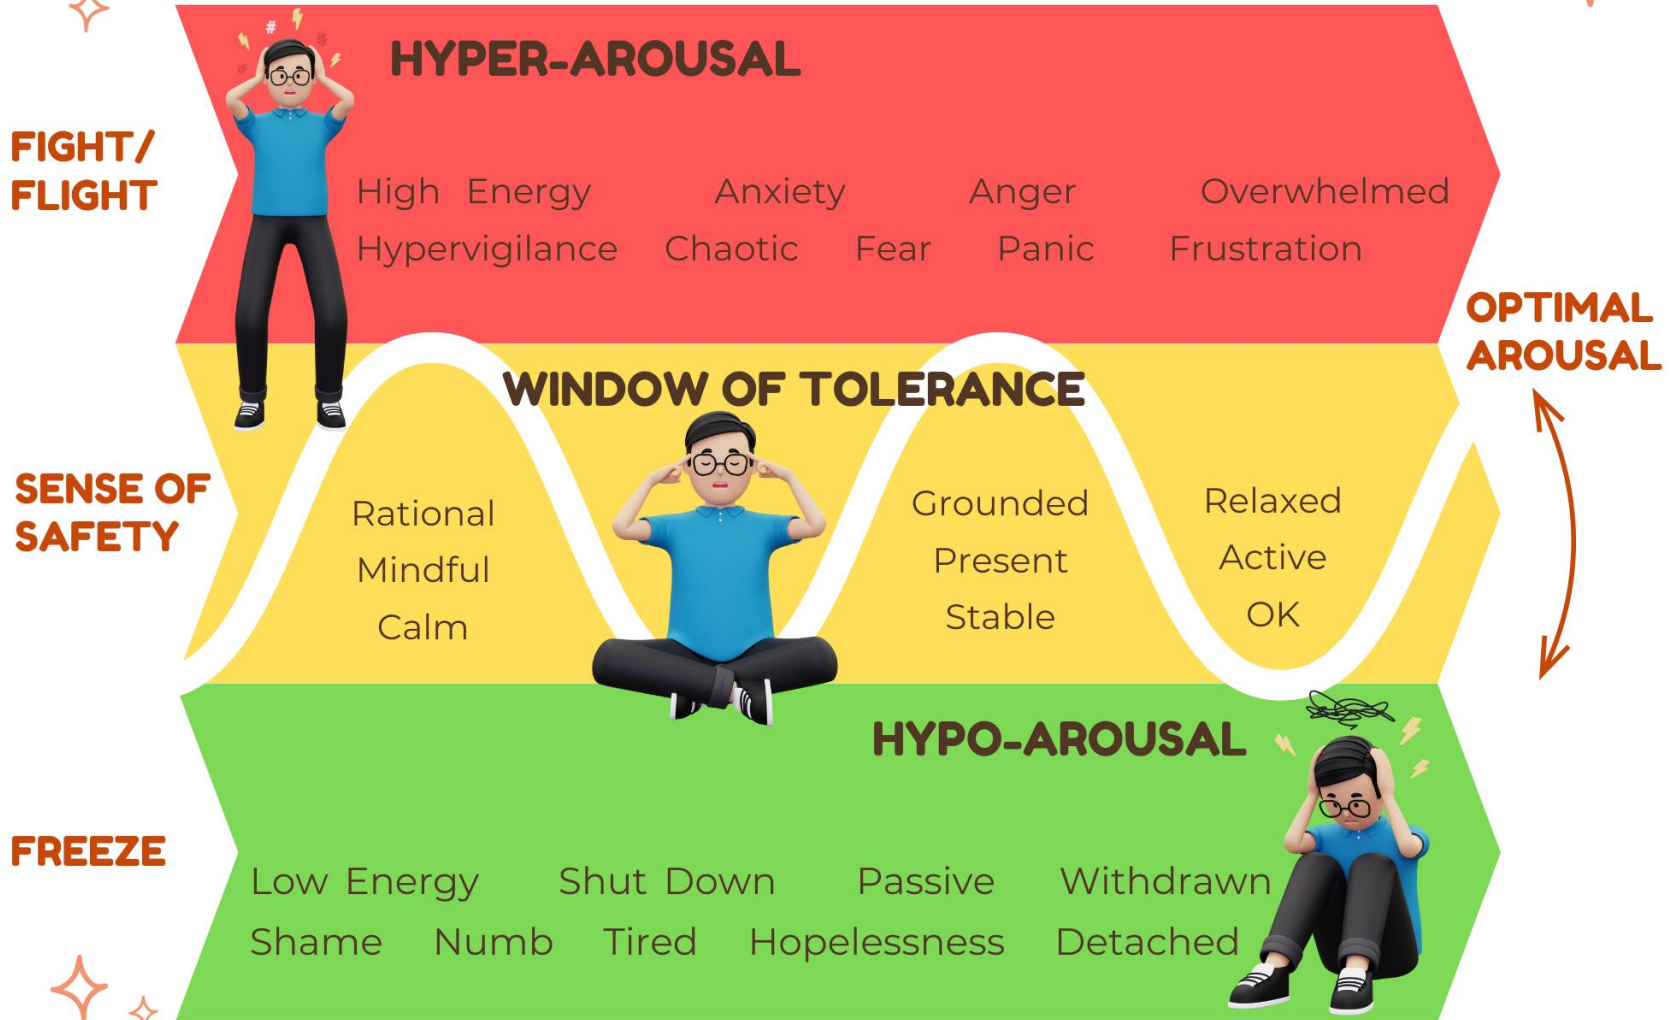 #
HYPER-AROUSAL
FIGHT/
FLIGHT
High Energy Anxiety Anger Overwhelmed
Hypervigilance Chaotic Fear Panic Frustration
OPTIMAL
AROUSAL
WINDOW OF TOLERANCE
SENSE OF
SAFETY
Rational
Mindful
Calm
Grounded
Present
Stable
Relaxed
Active
OK
HYPO-AROUSAL
FREEZE
Low Energy Shut Down Passive Withdrawn
Shame Numb Tired Hopelessness Detached